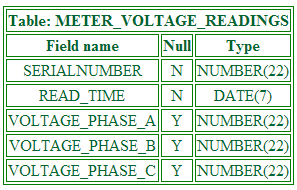 Table: METER_VOLTAGE_READINGS
Field name Null Type
SERIALNUMBER N NUMBER(22)
READ_TIME N DATE(7)
VOLTAGE_PHASE_A Y NUMBER(22)
VOLTAGE_PHASE_B Y NUMBER(22)
VOLTAGE_PHASE_C Y NUMBER(22)